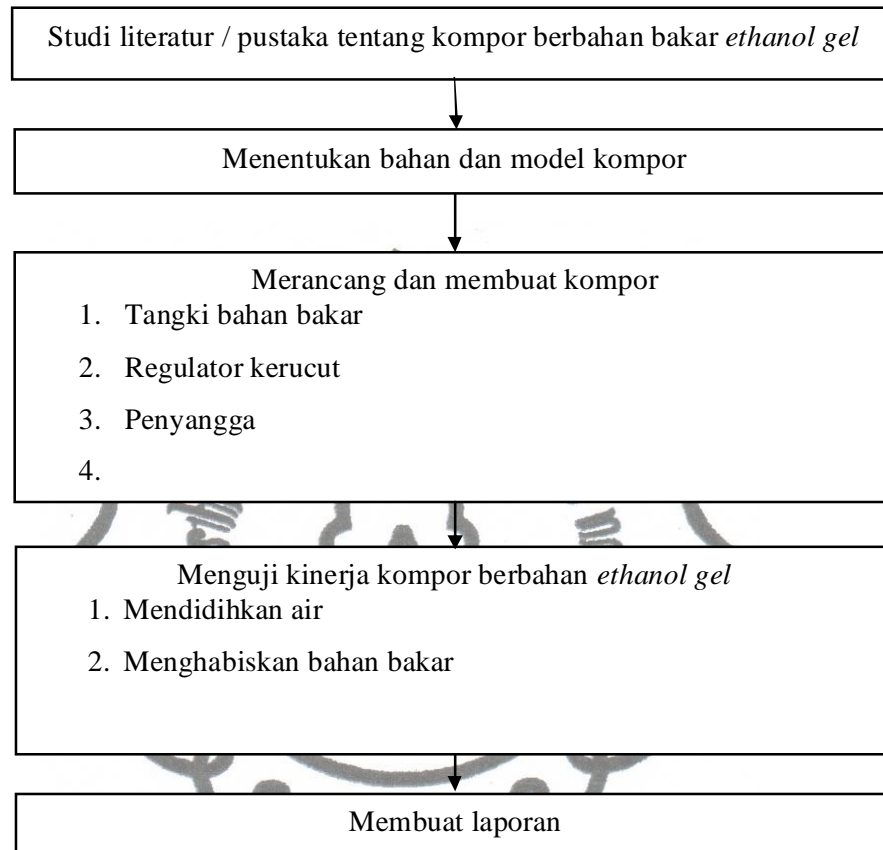 Studi literatur / pustaka tentang kompor berbahan bakar ethanol gel
Menentukan bahan dan model kompor
Merancang dan membuat kompor
1. Tangki bahan bakar
2. Regulator kerucut
3. Penyangga
4.
Menguji kinerja kompor berbahan ethanol gel
1. Mendidihkan air
2. Menghabiskan bahan bakar
Membuat laporan